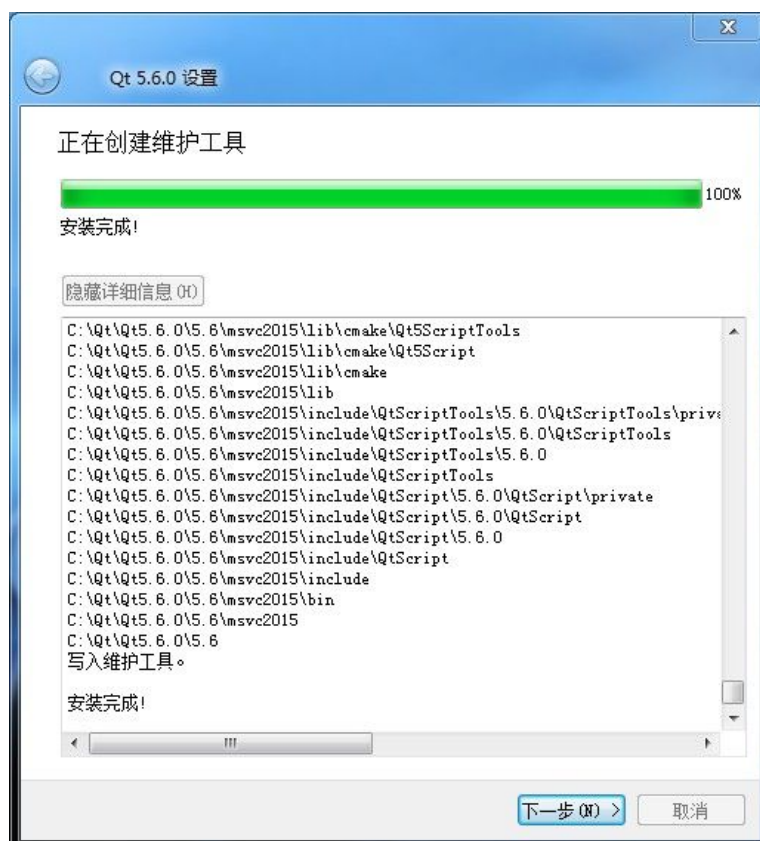 Qt 5.6.0 设置
正在创建维护工具
100%
安装完成!
隐藏详细信息(H)
C:\Qt\Qt5.6.0\5.6\msvc2015\lib\cmake\Qt5ScriptTools
C:\Qt\Qt5.6.0\5.6\msvc2015\lib\cmake\Qt5Script
C:\Qt\Qt5.6.0\5.6\msvc2015\lib\cmake
C:\Qt\Qt5.6.0\5.6\msvc2015\lib
C:\Qt\Qt5.6.0\5.6\msvc2015\include\QtScriptTools\5.6.0\QtScriptTools\priva
C:\Qt\Qt5.6.0\5.6\msvc2015\include\QtScriptTools\5.6.0\QtScriptTools
C:\Qt\Qt5.6.0\5.6\msvc2015\include\QtScriptTools\5.6.0
C:\Qt\Qt5.6.0\5.6\msvc2015\include\QtScriptTools
C:\Qt\Qt5.6.0\5.6\msvc2015\include\QtScript\5.6.0\QtScript\private
C:\Qt\Qt5.6.0\5.6\msvc2015\include\QtScript\5.6.0\QtScript
C:\Qt\Qt5.6.0\5.6\msvc2015\include\QtScript\5.6.0
C:\Qt\Qt5.6.0\5.6\msvc2015\include\QtScript
C:\Qt\Qt5.6.0\5.6\msvc2015\include
C:\Qt\Qt5.6.0\5.6\msvc2015\bin
C:\Qt\Qt5.6.0\5.6\msvc2015
C:\Qt\Qt5.6.0\5.6
写入维护工具。
安装完成!
下一步(N) > 取消